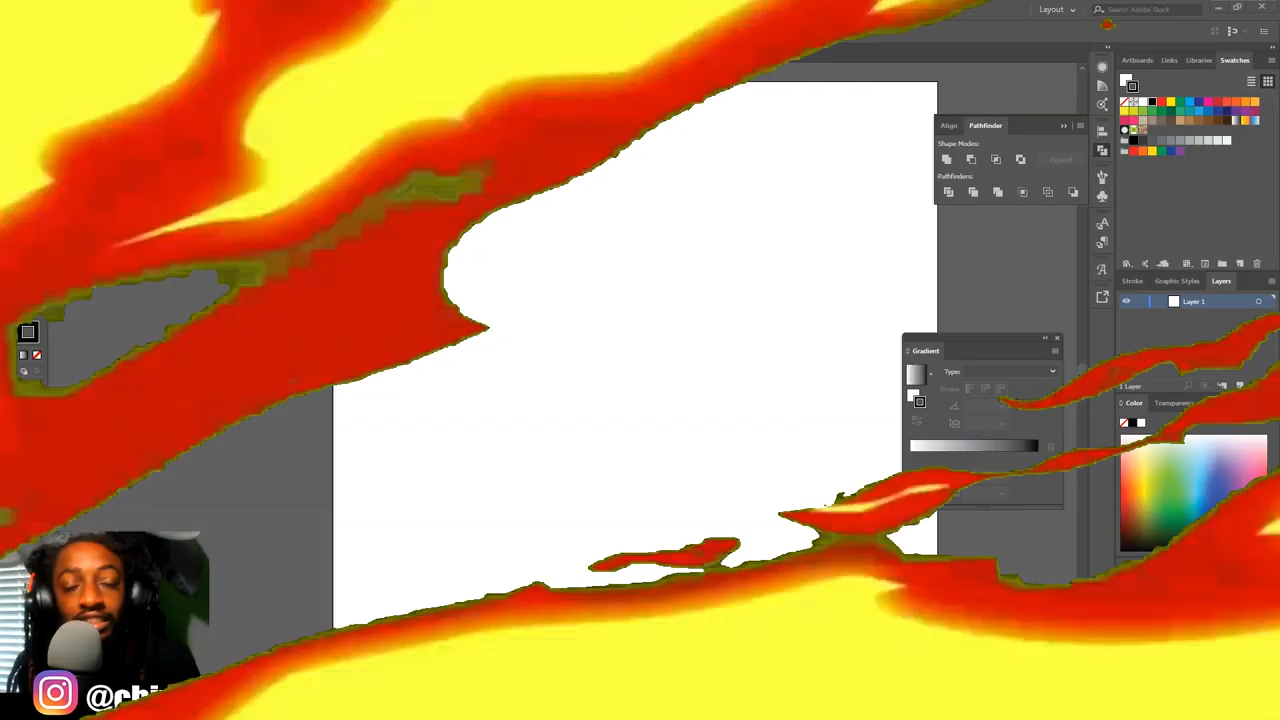 Layout
Search Adobe Stock
Artboards Links Libraries Swatches
Align Pathfinder
Shape Modes:
Expand
Pathfinders:
Stroke Graphic Styles Layers
Layer 1
Gradient
Type:
Stroke:
1 Layer
Color Transparency